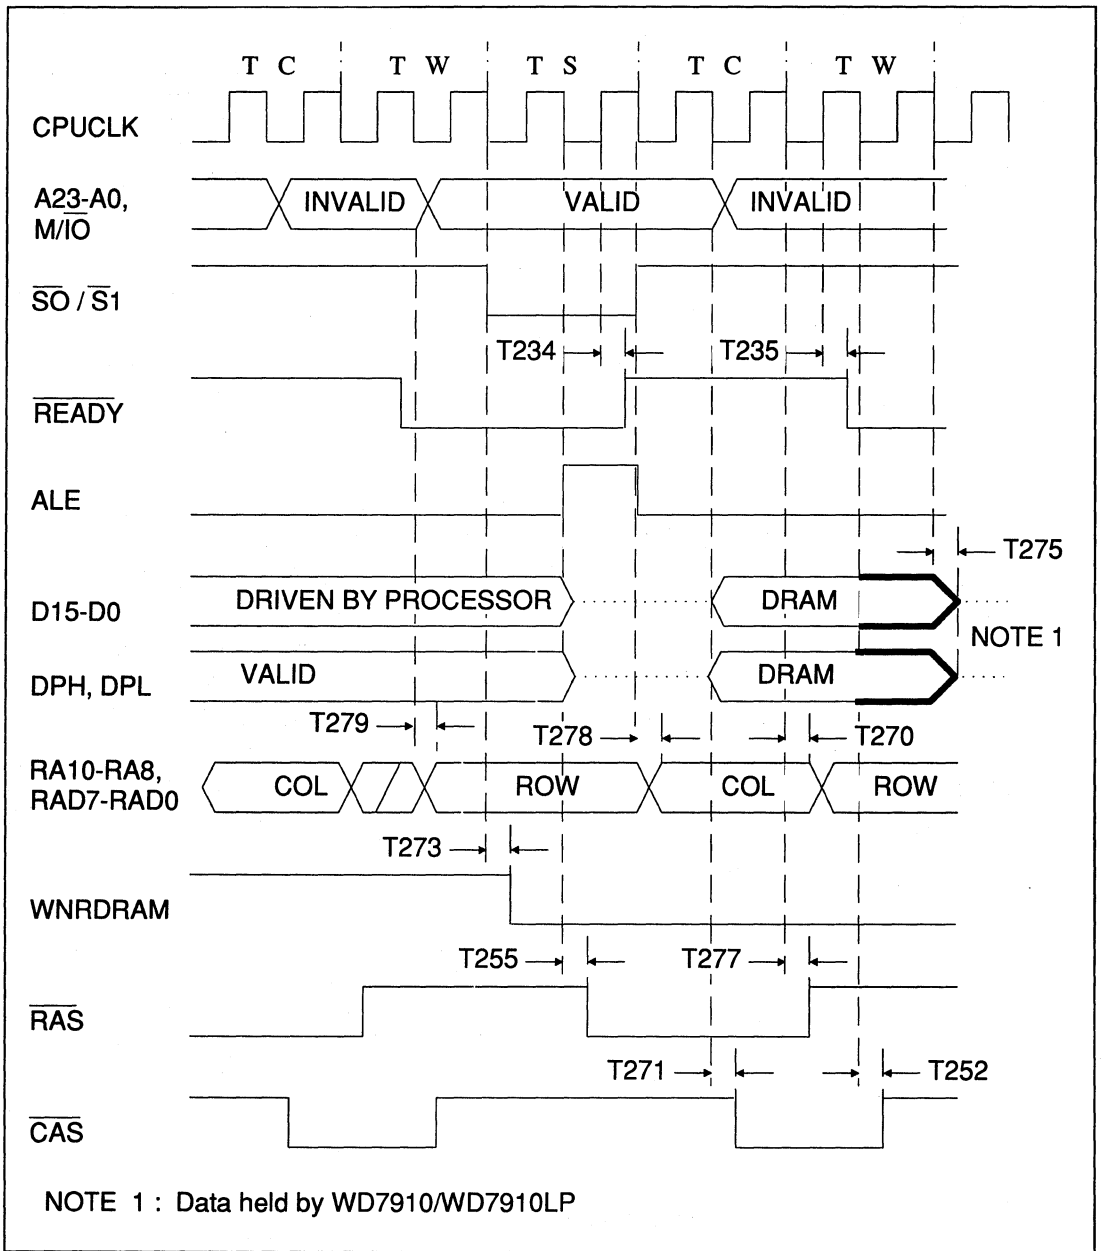 T C T W T S T C T W
CPUCLK
A23-A0,
M/IO
INVALID VALID INVALID
SO / S1
T234 T235
READY
ALE
T275
D15-D0
DRIVEN BY PROCESSOR DRAM
NOTE 1
DPH, DPL
VALID DRAM
T279 T278 T270
RA10-RA8,
RAD7-RAD0
COL ROW COL ROW
T273
WNRDRAM
T255 T277
RAS
T271 T252
CAS
NOTE 1 : Data held by WD7910/WD7910LP